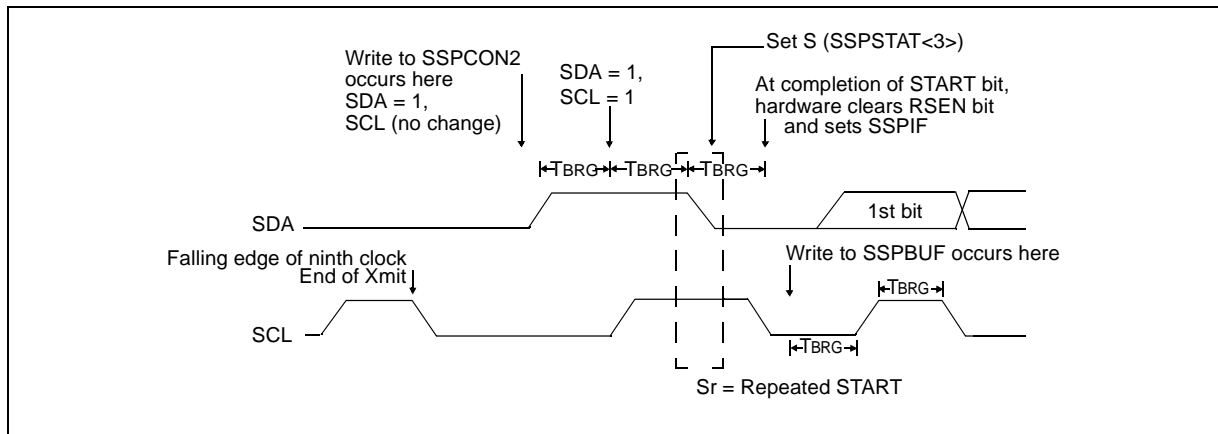 Set S (SSPSTAT<3>)
Write to SSPCON2
occurs here
SDA = 1,
SCL (no change)
SDA = 1,
SCL = 1
At completion of START bit,
hardware clears RSEN bit
and sets SSPIF
TBRG
TBRG
TBRG
SDA
1st bit
Falling edge of ninth clock
End of Xmit
Write to SSPBUF occurs here
TBRG
SCL
TBRG
Sr = Repeated START